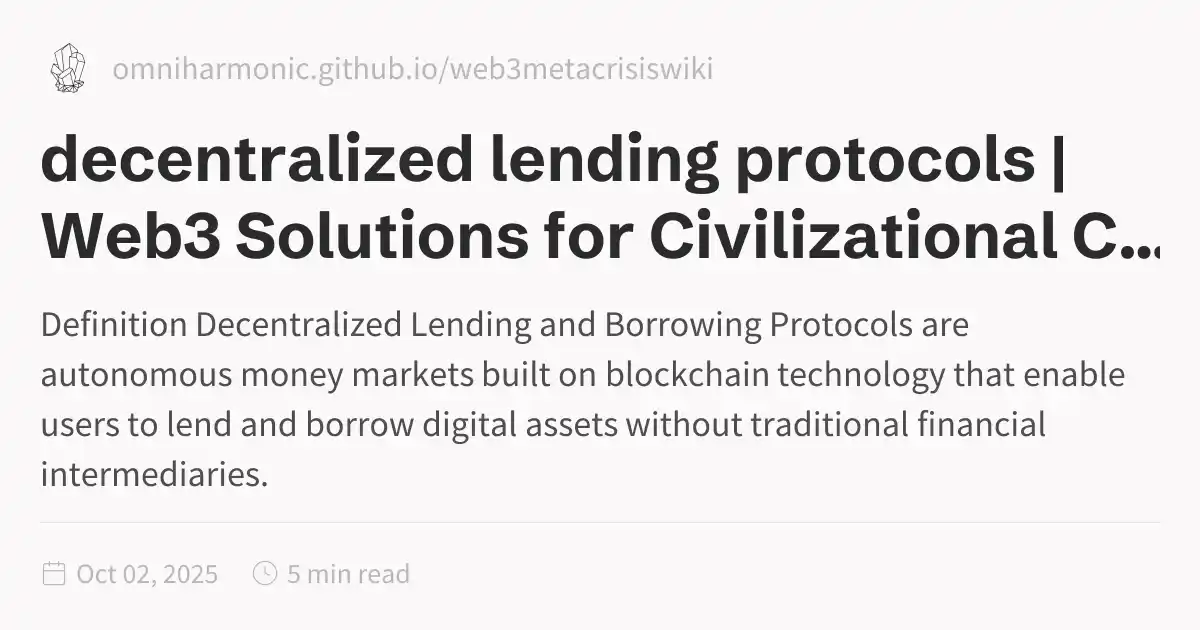 omniharmonic.github.io/web3metacrisiswiki
decentralized lending protocols |
Web3 Solutions for Civilizational C...
Definition Decentralized Lending and Borrowing Protocols are
autonomous money markets built on blockchain technology that enable
users to lend and borrow digital assets without traditional financial
intermediaries.
Oct 02, 2025 5 min read